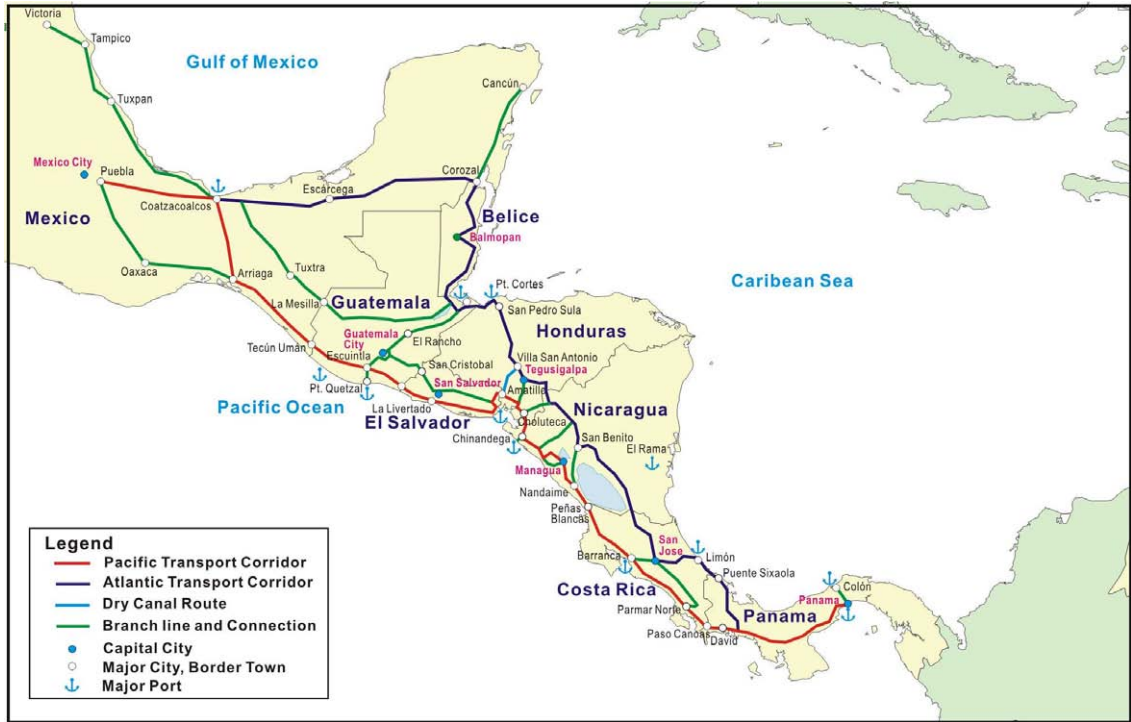 Victoria
Tampico
Gulf of Mexico
Cancún
Tuxpan
Mexico City
Puebla
Corozal
Escárcega
Coatzacoalcos
Mexico
Belice
Balmopan
Oaxaca
Tuxtra
Arriaga
Caribean Sea
Pt. Cortes
La Mesilla
Guatemala
San Pedro Sula
Honduras
Guatemala
City
El Rancho
Tecún Umán
Escuintla
Villa San Antonio
San Cristobal
Tegusigalpa
Pt. Quetzal
San Salvador
Amatillo
Pacific Ocean
La Livertado
Nicaragua
El Salvador
Choluteca
Chinandega
San Benito
El Rama
Managua
Nandaime
Peñas
Blancas
San
Jose
Legend
Pacific Transport Corridor
Atlantic Transport Corridor
Dry Canal Route
Branch line and Connection
Capital City
Major City, Border Town
Major Port
Barranca
Limón
Puente Sixaola
Costa Rica
Colón
Panama
Parmar Norte
Panama
Paso Canoas
David